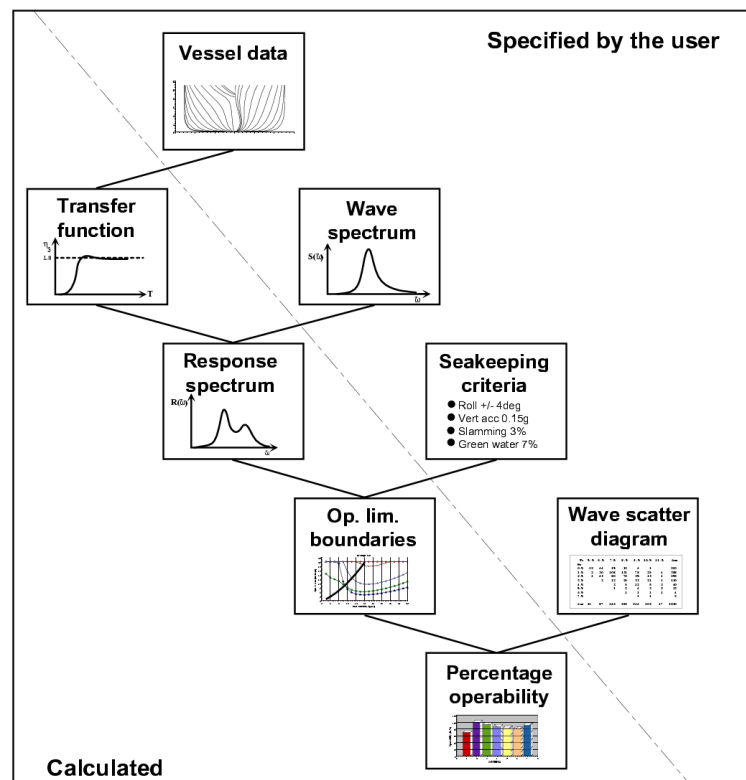 Specified by the user
Vessel data
Transfer
function
1.0
T
Wave
spectrum
Response
spectrum
Seakeeping
criteria
Roll +/- 4deg
Vert acc 0.15g
Slamming 3%
Green water 7%
Op. lim.
boundaries
Wave scatter
diagram
Percentage
operability
Calculated